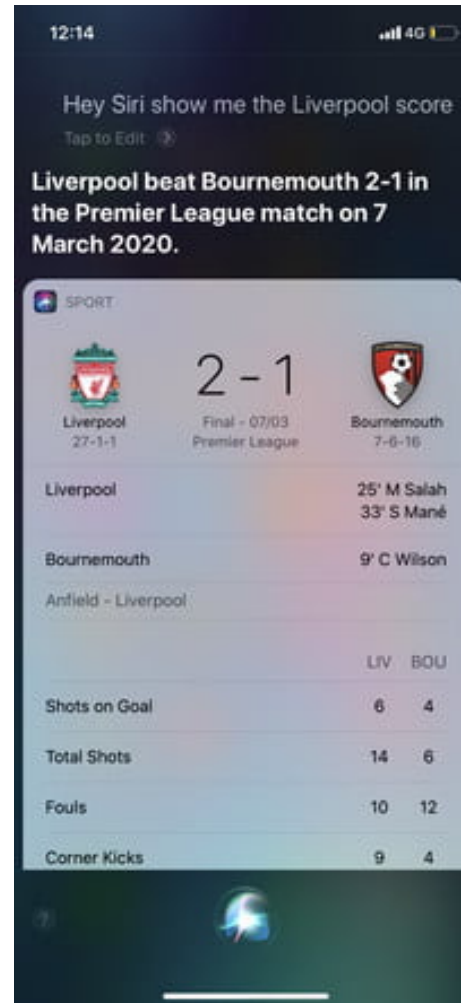 12:14
4G
Hey Siri show me the Liverpool score
Tap to Edit
Liverpool beat Bournemouth 2-1 in
the Premier League match on 7
March 2020.
SPORT
2 - 1
Liverpool Final - 07/03 Bournemouth
27-1-1 Premier League 7-6-16
Liverpool 25' M Salah
33' S Mané
Bournemouth 9' C Wilson
Anfield - Liverpool
LIV BOU
Shots on Goal 6 4
Total Shots 14 6
Fouls 10 12
Corner Kicks 9 4
?